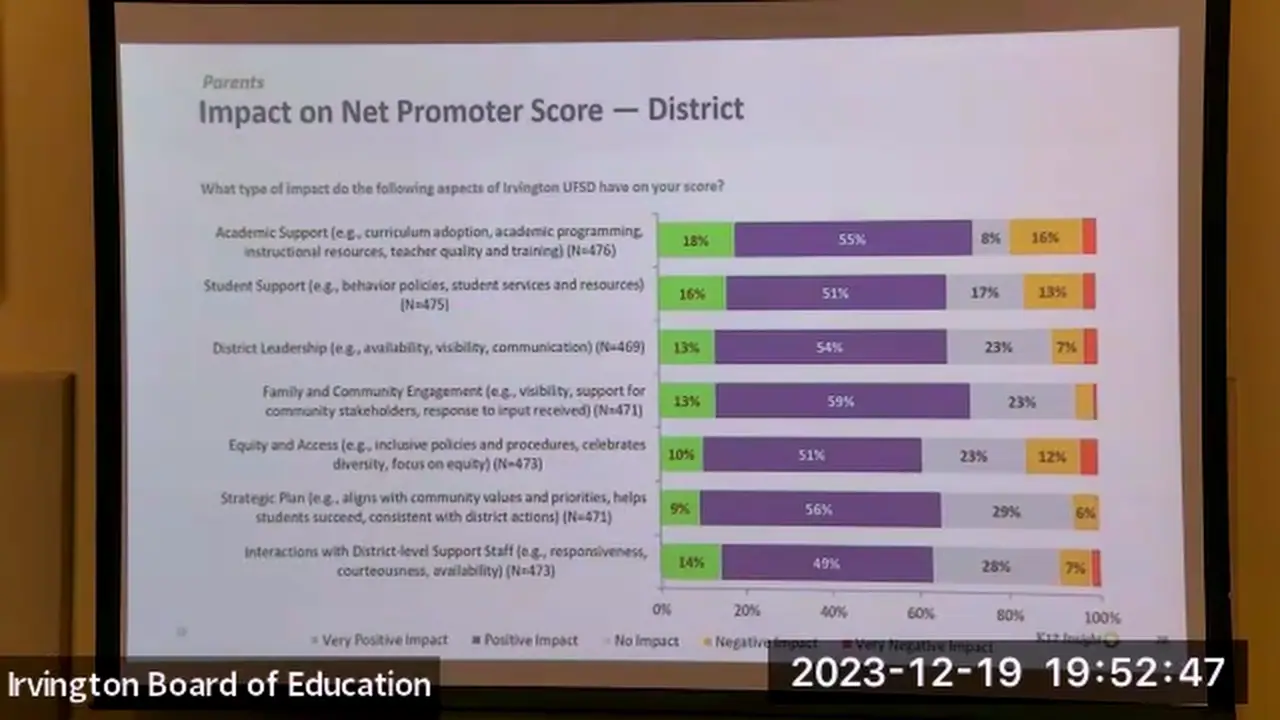 Parents
Impact on Net Promoter Score — District
What type of impact do the following aspects of Irvington UFSD have on your score?
Academic Support (e.g., curriculum adoption, academic programming,
instructional resources, teacher quality and training) (N=476)
18% 55% 8% 16%
Student Support (e.g., behavior policies, student services and resources)
(N=475)
16% 51% 17% 13%
District Leadership (e.g., availability, visibility, communication) (N=469)
13% 54% 23% 7%
Family and Community Engagement (e.g., visibility, support for
community stakeholders, response to input received) (N=471)
13% 59% 23%
Equity and Access (e.g., inclusive policies and procedures, celebrates
diversity, focus on equity) (N=473)
10% 51% 23% 12%
Strategic Plan (e.g., aligns with community values and priorities, helps
students succeed, consistent with district actions) (N=471)
9% 56% 29% 6%
Interactions with District-level Support Staff (e.g., responsiveness,
courteousness, availability) (N=473)
14% 49% 28% 7%
0% 20% 40% 60% 80% 100%
Very Positive Impact Positive Impact No Impact Negative Impact Very Negative Impact
K12 Insight
Irvington Board of Education
2023-12-19 19:52:47